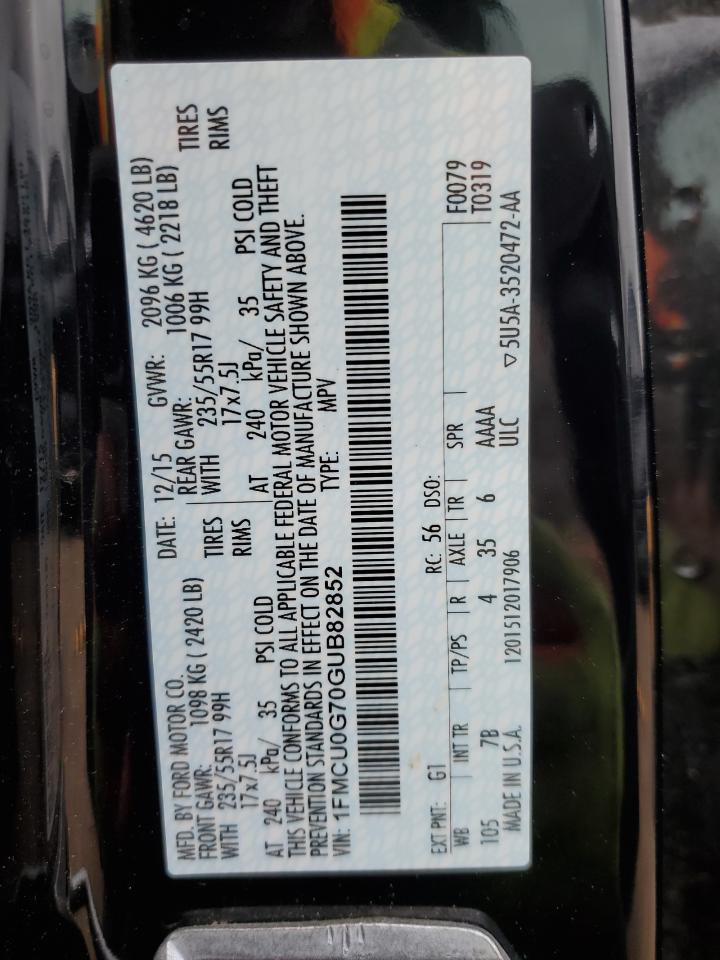 MFD. BY FORD MOTOR CO. DATE: 12/15 GVWR: 2096 KG ( 4620 LB)
FRONT GAWR: 1098 KG ( 2420 LB) REAR GAWR: 1006 KG ( 2218 LB)
WITH 235/55R17 99H TIRES WITH 235/55R17 99H TIRES
17x7.5J RIMS 17x7.5J RIMS
AT 240 kPa/ 35 PSI COLD AT 240 kPa/ 35 PSI COLD
THIS VEHICLE CONFORMS TO ALL APPLICABLE FEDERAL MOTOR VEHICLE SAFETY AND THEFT
PREVENTION STANDARDS IN EFFECT ON THE DATE OF MANUFACTURE SHOWN ABOVE.
VIN: 1FMCU0G70GUB82852 TYPE: MPV
EXT PNT: G1 RC: 56 DSO: F0079
WB INT TR TP/PS R AXLE TR SPR T0319
105 7B 4 35 6 AAAA
MADE IN U.S.A. 1201512017906 ULC ▽5U5A-3520472-AA